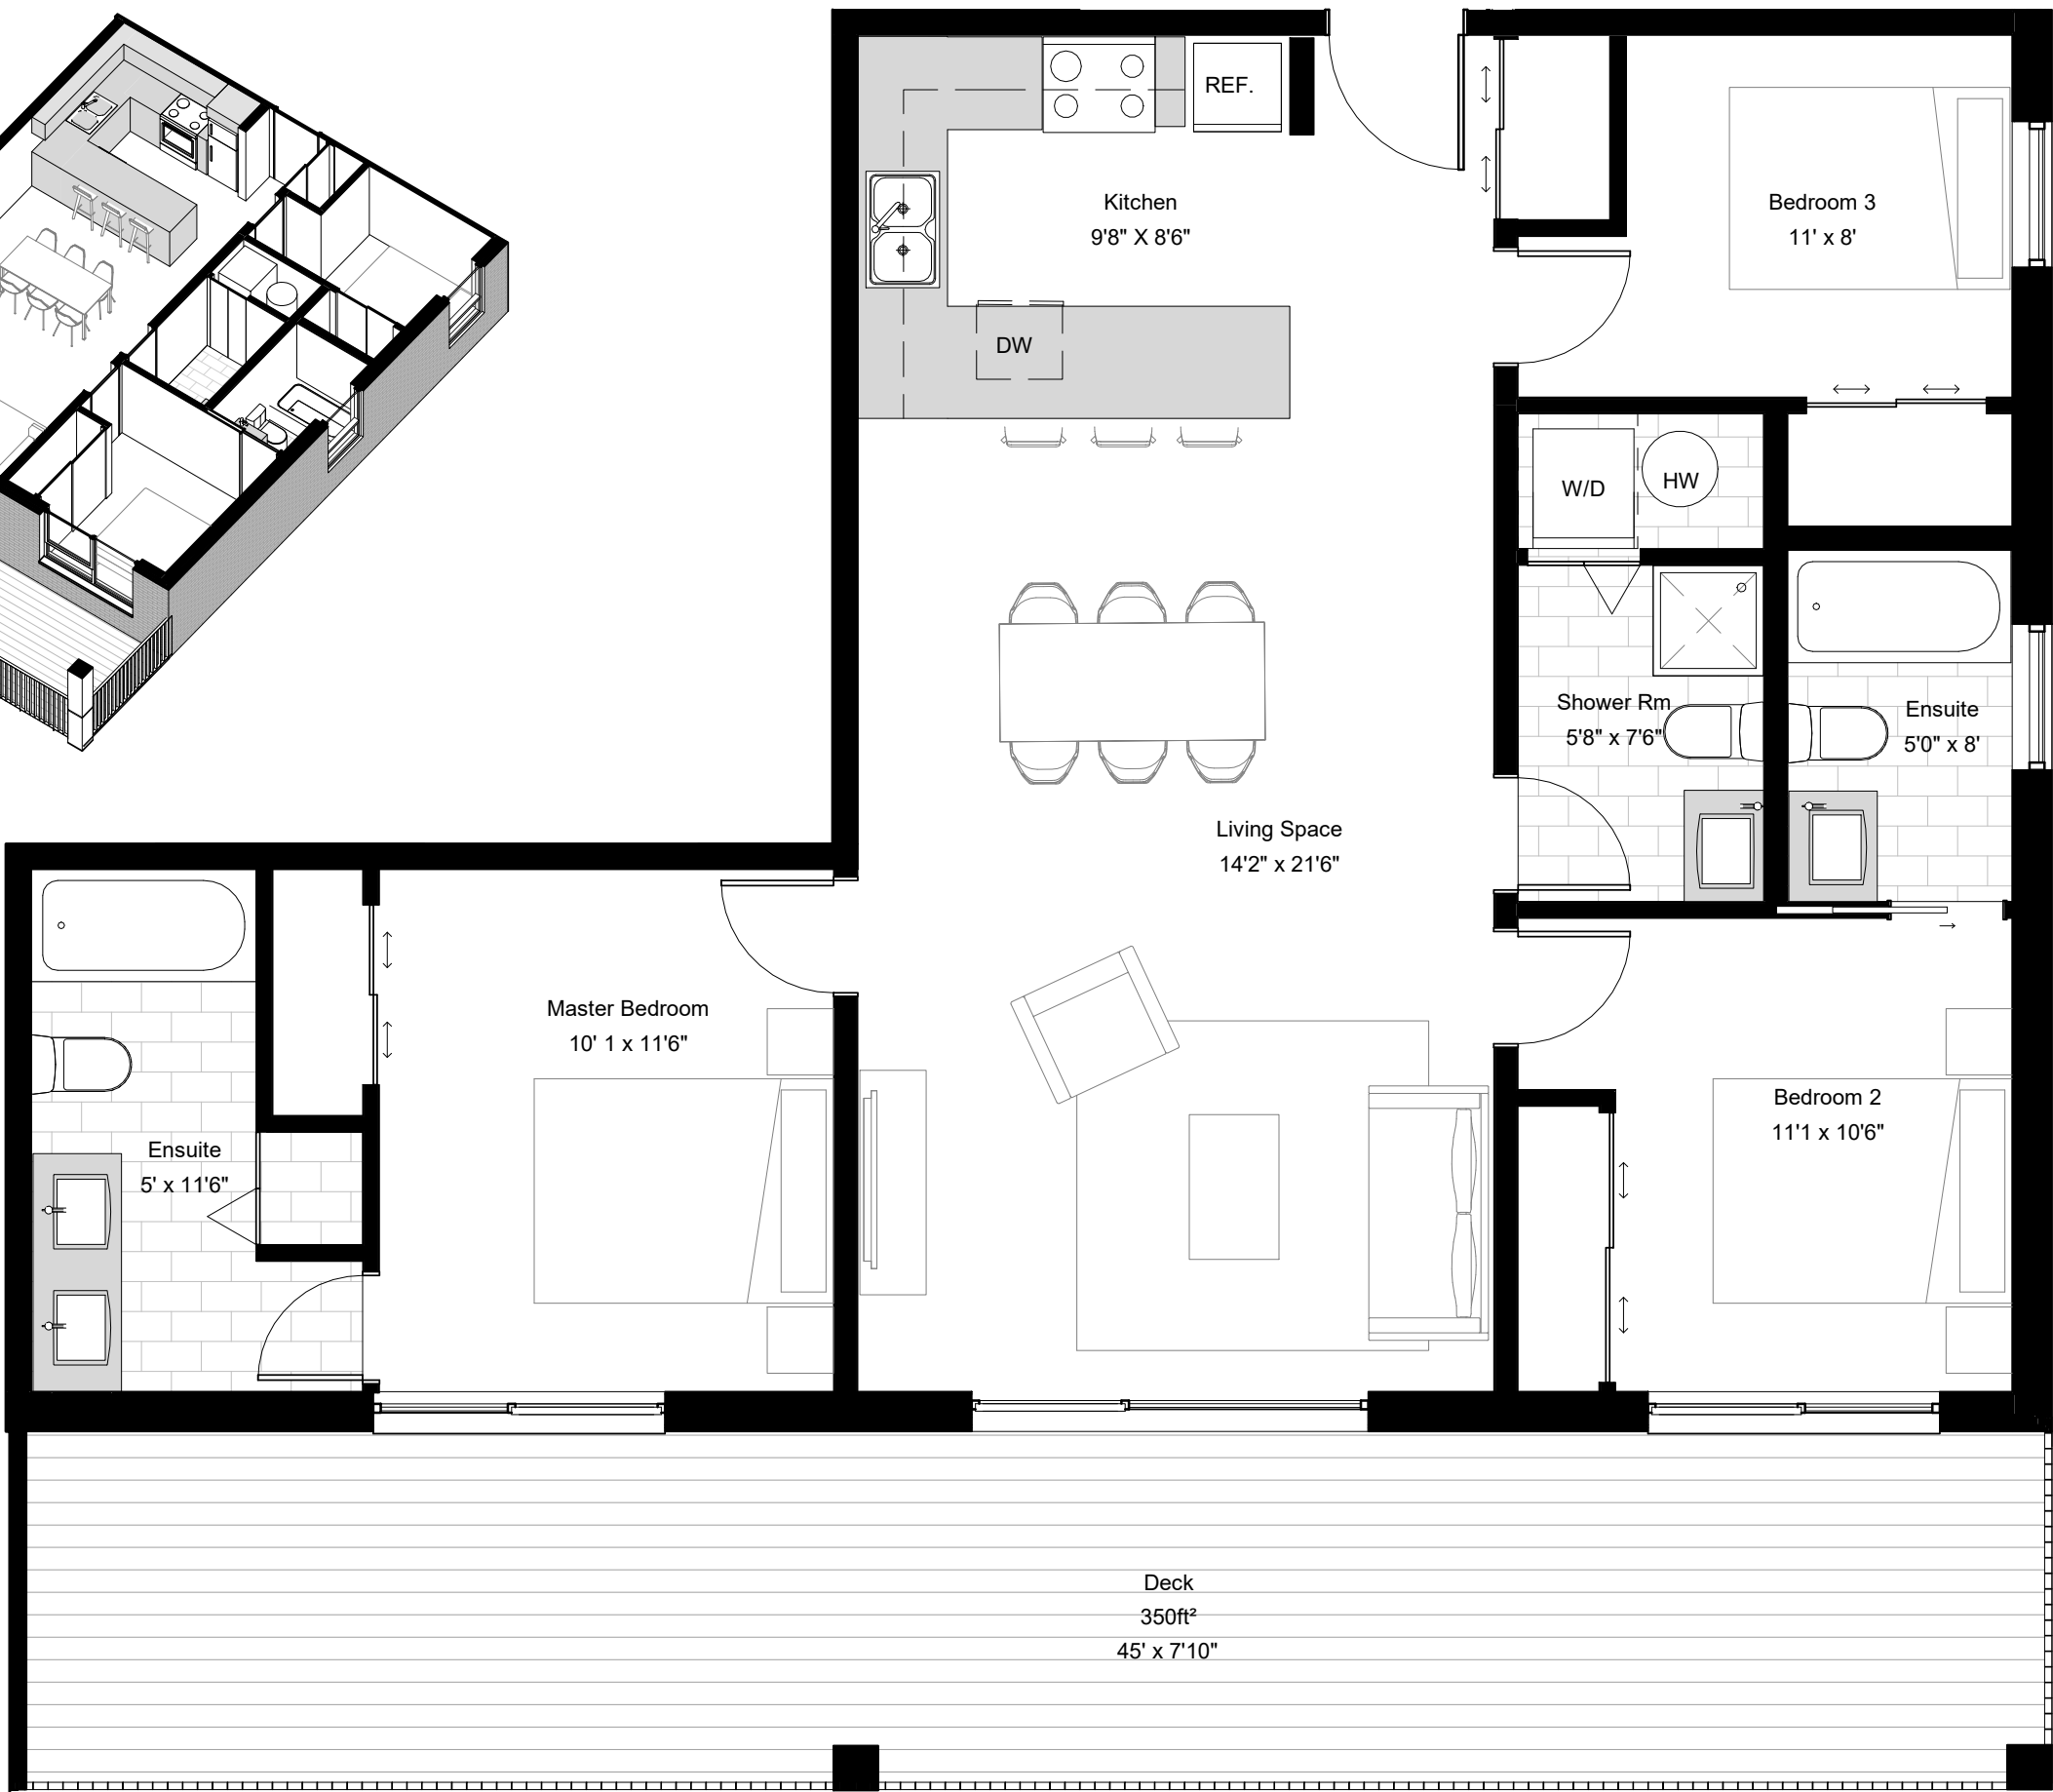 REF.
Kitchen
9'8" X 8'6"
Bedroom 3
11' x 8'
DW
W/D
HW
Shower Rm
5'8" x 7'6"
Ensuite
5'0" x 8'
Living Space
14'2" x 21'6"
Master Bedroom
10' 1 x 11'6"
Bedroom 2
11'1 x 10'6"
Ensuite
5' x 11'6"
Deck
350ft²
45' x 7'10"